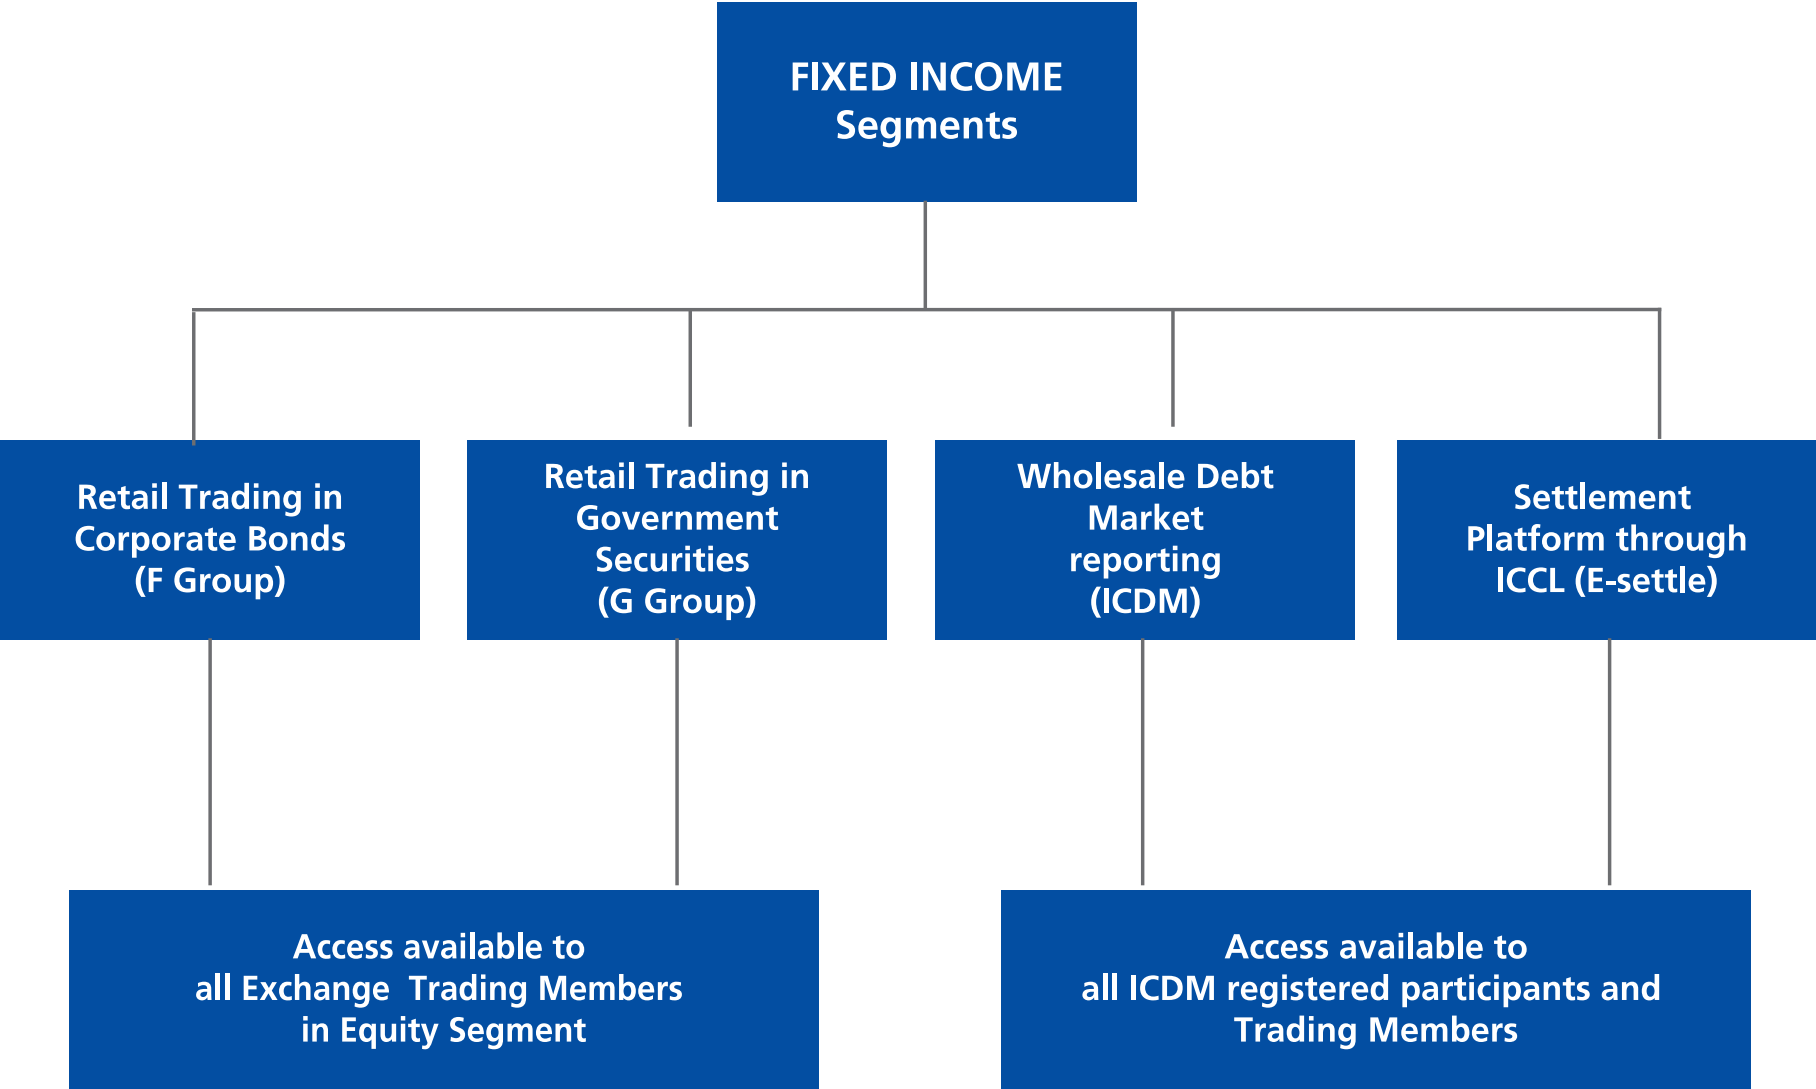 FIXED INCOME
Segments
Retail Trading in
Corporate Bonds
(F Group)
Retail Trading in
Government
Securities
(G Group)
Wholesale Debt
Market
reporting
(ICDM)
Settlement
Platform through
ICCL (E-settle)
Access available to
all Exchange  Trading Members
in Equity Segment
Access available to
all ICDM registered participants and
Trading Members